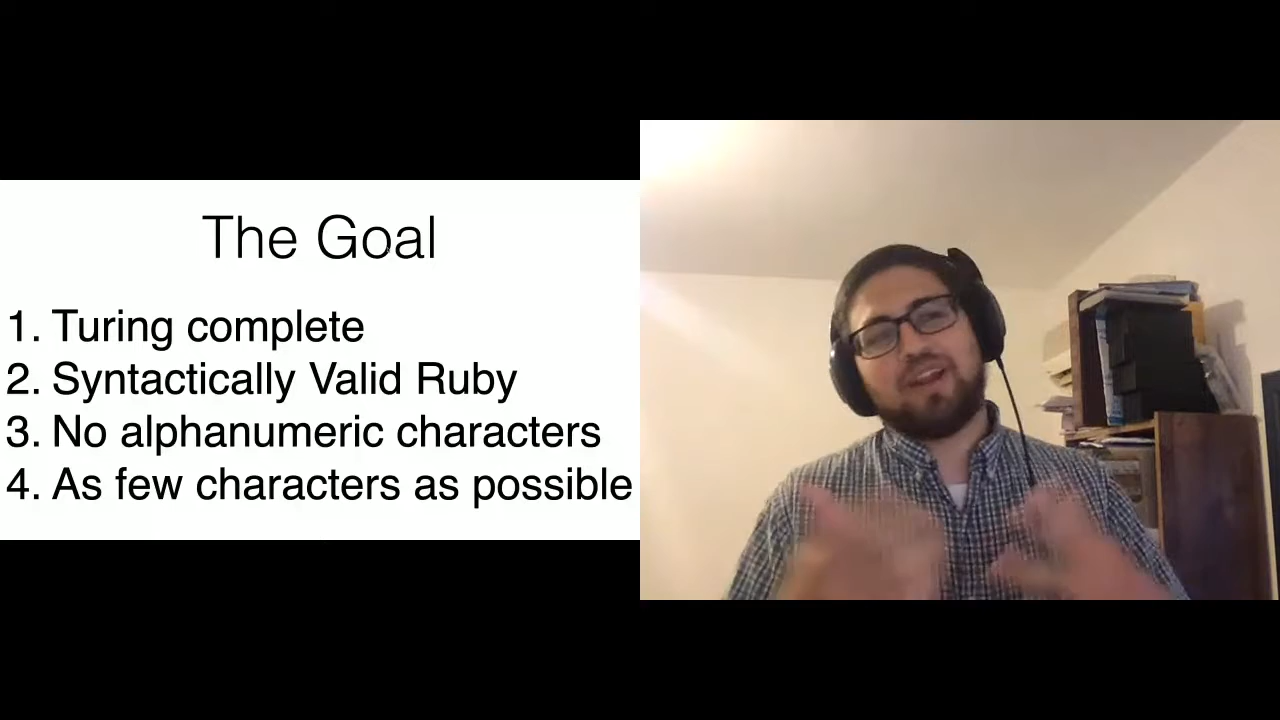 The Goal
1. Turing complete
2. Syntactically Valid Ruby
3. No alphanumeric characters
4. As few characters as possible